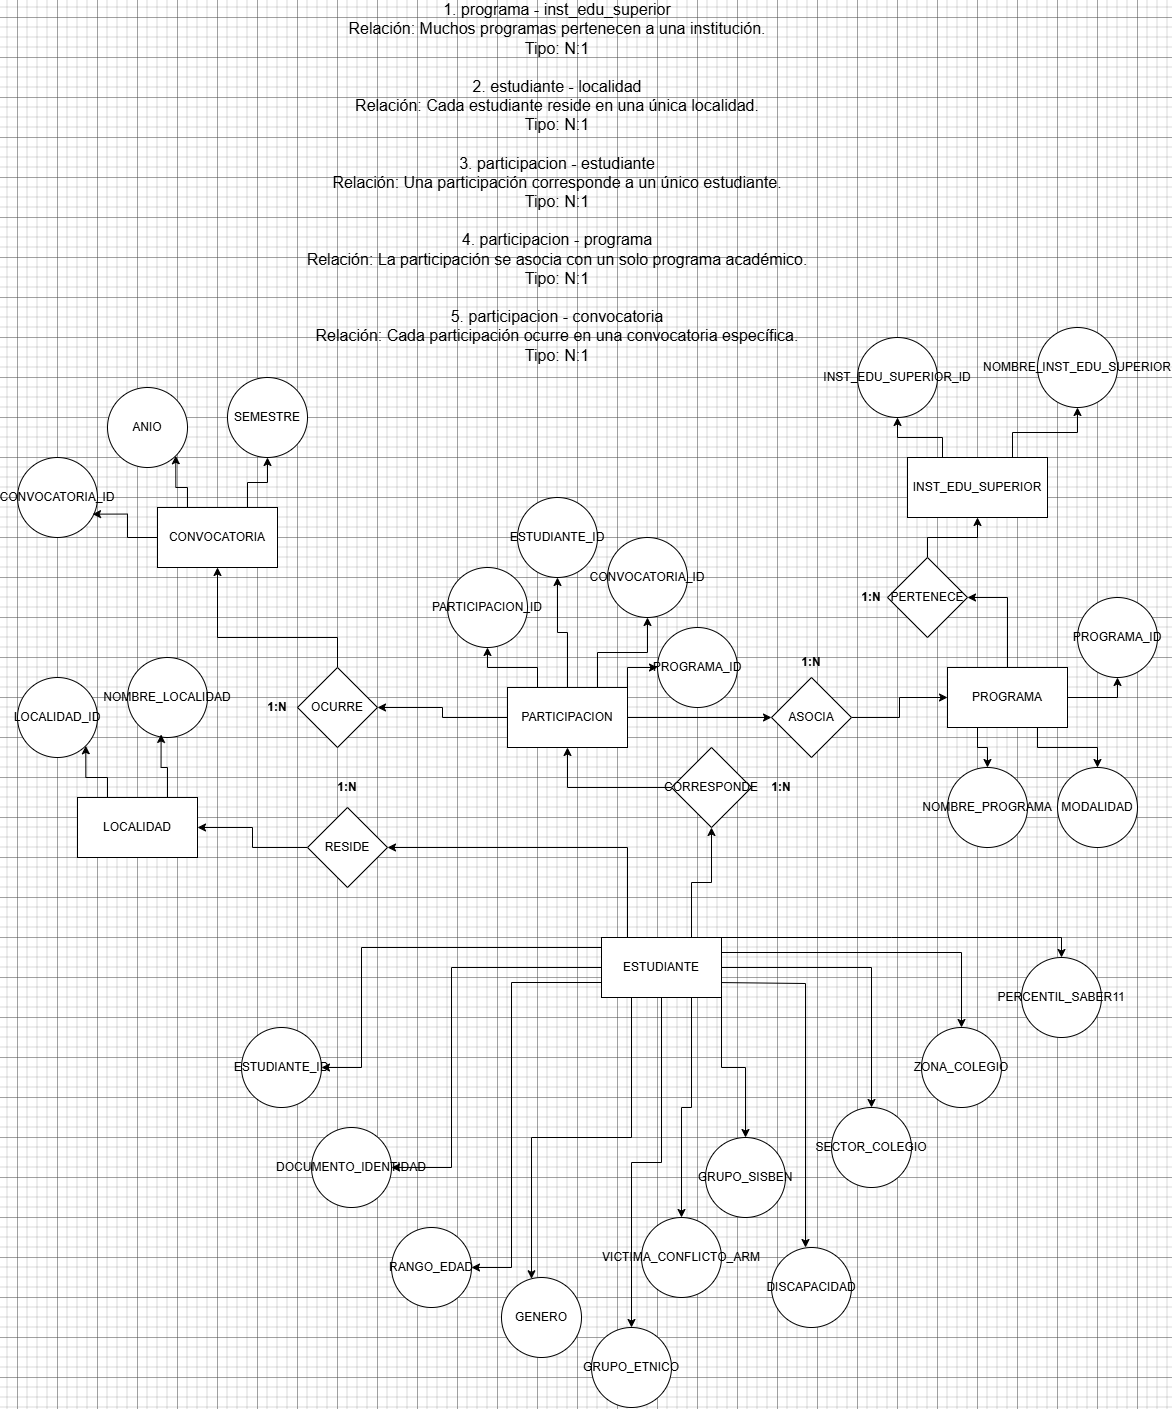 1. programa - inst_edu_superior
Relación: Muchos programas pertenecen a una institución.
Tipo: N:1
2. estudiante - localidad
Relación: Cada estudiante reside en una única localidad.
Tipo: N:1
3. participacion - estudiante
Relación: Una participación corresponde a un único estudiante.
Tipo: N:1
4. participacion - programa
Relación: La participación se asocia con un solo programa académico.
Tipo: N:1
5. participacion - convocatoria
Relación: Cada participación ocurre en una convocatoria específica.
Tipo: N:1
INST_EDU_SUPERIOR_ID
NOMBRE_INST_EDU_SUPERIOR
ANIO
SEMESTRE
CONVOCATORIA_ID
INST_EDU_SUPERIOR
CONVOCATORIA
ESTUDIANTE_ID
CONVOCATORIA_ID
PARTICIPACION_ID
1:N
PERTENECE
PROGRAMA_ID
PROGRAMA_ID
1:N
NOMBRE_LOCALIDAD
LOCALIDAD_ID
1:N
OCURRE
PARTICIPACION
ASOCIA
PROGRAMA
1:N
CORRESPONDE
1:N
NOMBRE_PROGRAMA
MODALIDAD
LOCALIDAD
RESIDE
ESTUDIANTE
PERCENTIL_SABER11
ESTUDIANTE_ID
ZONA_COLEGIO
SECTOR_COLEGIO
DOCUMENTO_IDENTIDAD
GRUPO_SISBEN
VICTIMA_CONFLICTO_ARM
RANGO_EDAD
DISCAPACIDAD
GENERO
GRUPO_ETNICO